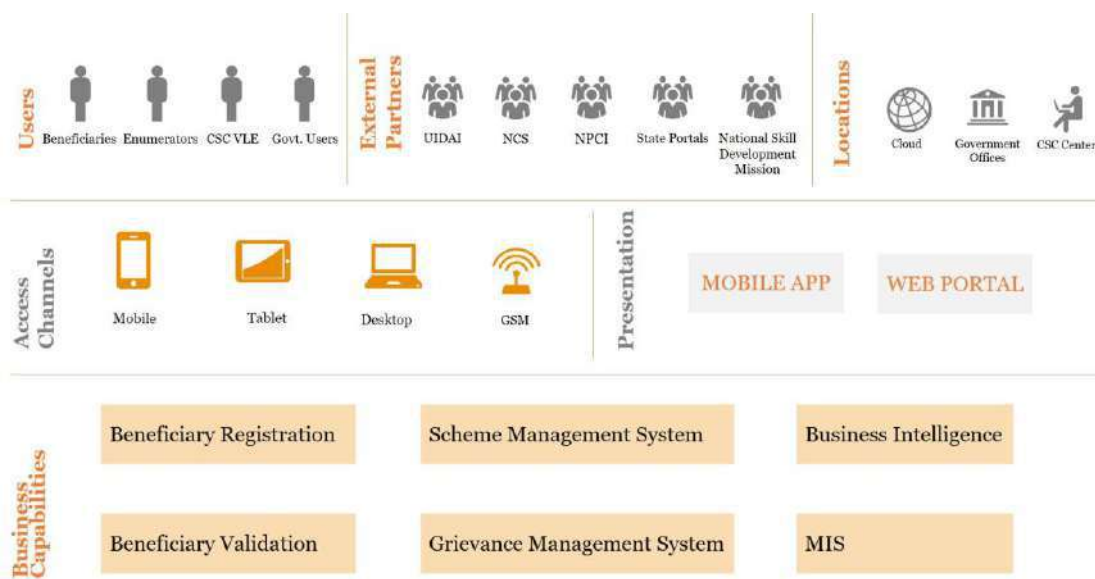 Users
Beneficiaries
Enumerators
CSC VLE
Govt. Users
External
Partners
UIDAI
NCS
NPCI
State Portals
National Skill
Development
Mission
Locations
Cloud
Government
Offices
CSC Center
Access
Channels
Mobile
Tablet
Desktop
GSM
Presentation
MOBILE APP
WEB PORTAL
Business
Capabilities
Beneficiary Registration
Scheme Management System
Business Intelligence
Beneficiary Validation
Grievance Management System
MIS